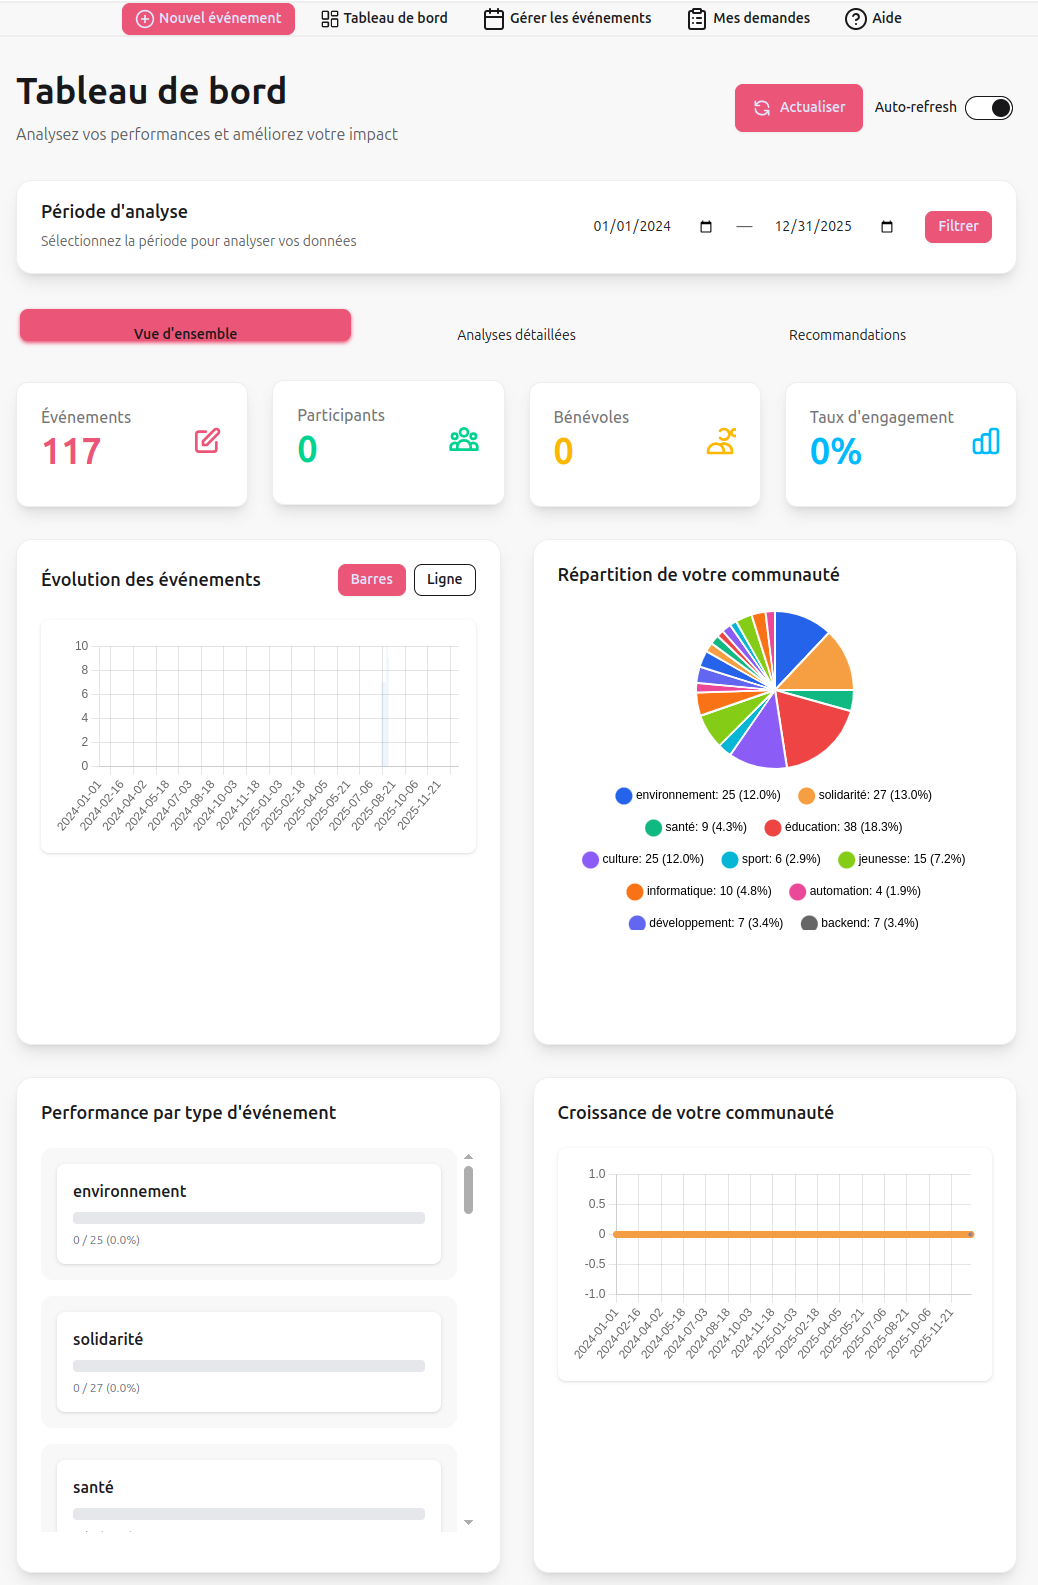 Nouvel événement
Tableau de bord
Gérer les événements
Mes demandes
Aide
Tableau de bord
Analysez vos performances et améliorez votre impact
Actualiser
Auto-refresh
Période d'analyse
Sélectionnez la période pour analyser vos données
01/01/2024 — 12/31/2025
Filtrer
Vue d'ensemble
Analyses détaillées
Recommandations
Événements
117
Participants
0
Bénévoles
0
Taux d'engagement
0%
Évolution des événements
Barres
Ligne
10
8
6
4
2
0
2024-01-01
2024-02-16
2024-04-02
2024-05-18
2024-07-03
2024-08-18
2024-10-03
2024-11-18
2025-01-03
2025-02-18
2025-04-05
2025-05-21
2025-07-06
2025-08-21
2025-10-06
2025-11-21
Répartition de votre communauté
environnement: 25 (12.0%)
solidarité: 27 (13.0%)
santé: 9 (4.3%)
éducation: 38 (18.3%)
culture: 25 (12.0%)
sport: 6 (2.9%)
jeunesse: 15 (7.2%)
informatique: 10 (4.8%)
automation: 4 (1.9%)
développement: 7 (3.4%)
backend: 7 (3.4%)
Performance par type d'événement
environnement
0 / 25 (0.0%)
solidarité
0 / 27 (0.0%)
santé
Croissance de votre communauté
1.0
0.5
0
-0.5
-1.0
2024-01-01
2024-02-16
2024-04-02
2024-05-18
2024-07-03
2024-08-18
2024-10-03
2024-11-18
2025-01-03
2025-02-18
2025-04-05
2025-05-21
2025-07-06
2025-08-21
2025-10-06
2025-11-21